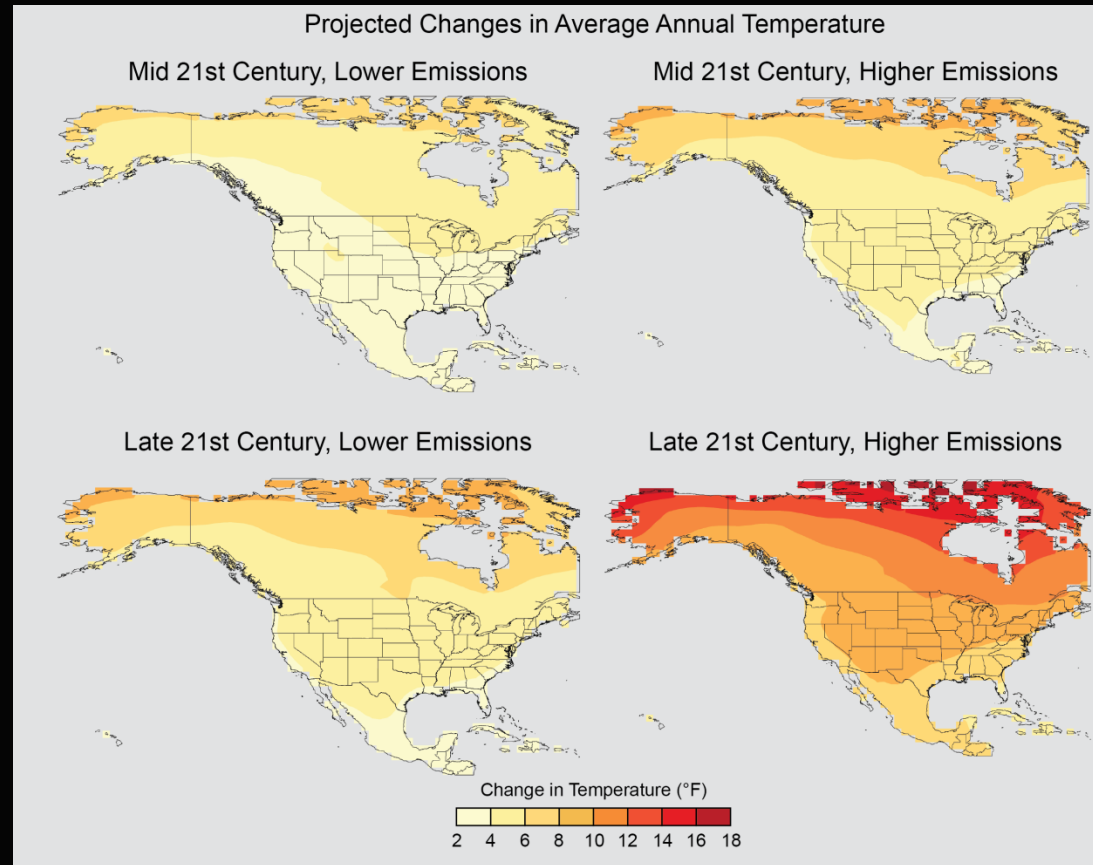 Projected Changes in Average Annual Temperature
Mid 21st Century, Lower Emissions
Mid 21st Century, Higher Emissions
Late 21st Century, Lower Emissions
Late 21st Century, Higher Emissions
Change in Temperature (°F)
2 4 6 8 10 12 14 16 18